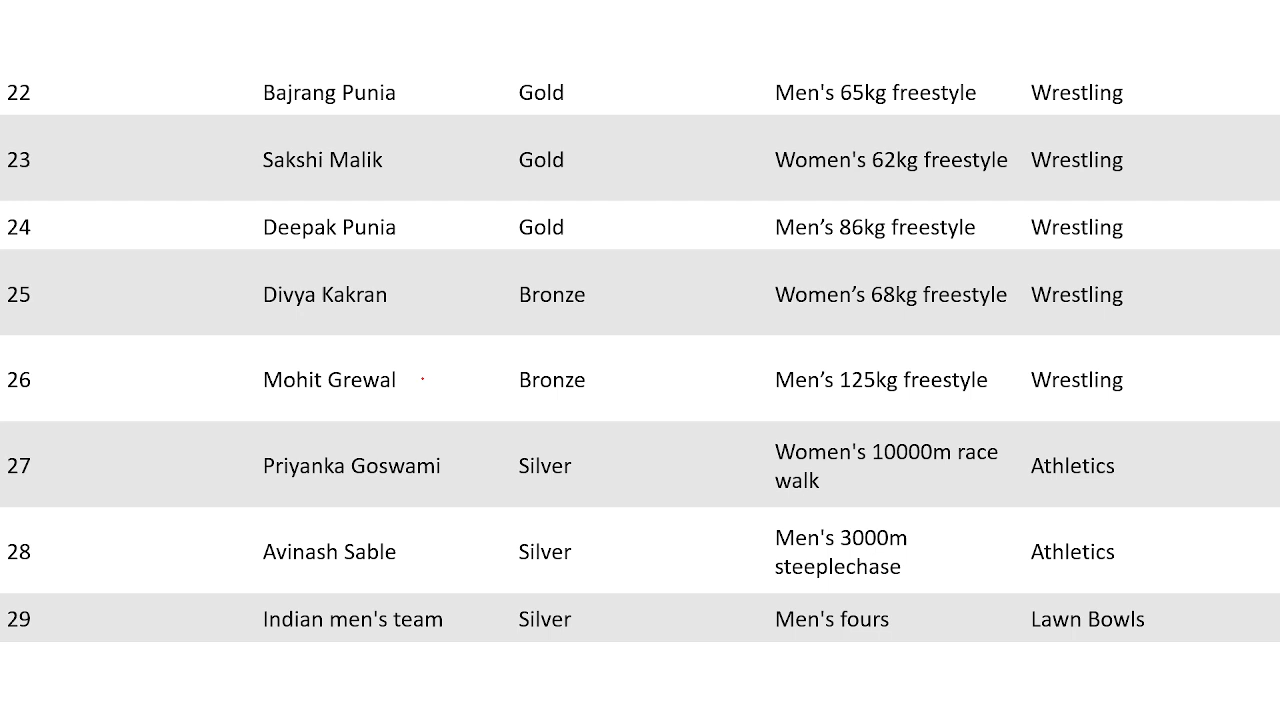 22 Bajrang Punia Gold Men's 65kg freestyle Wrestling
23 Sakshi Malik Gold Women's 62kg freestyle Wrestling
24 Deepak Punia Gold Men’s 86kg freestyle Wrestling
25 Divya Kakran Bronze Women’s 68kg freestyle Wrestling
26 Mohit Grewal Bronze Men’s 125kg freestyle Wrestling
27 Priyanka Goswami Silver Women's 10000m race walk Athletics
28 Avinash Sable Silver Men's 3000m steeplechase Athletics
29 Indian men's team Silver Men's fours Lawn Bowls